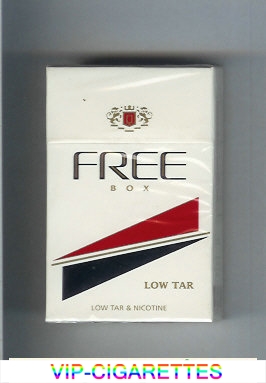 FREE
BOX
LOW TAR
LOW TAR & NICOTINE
VIP-CIGARETTES